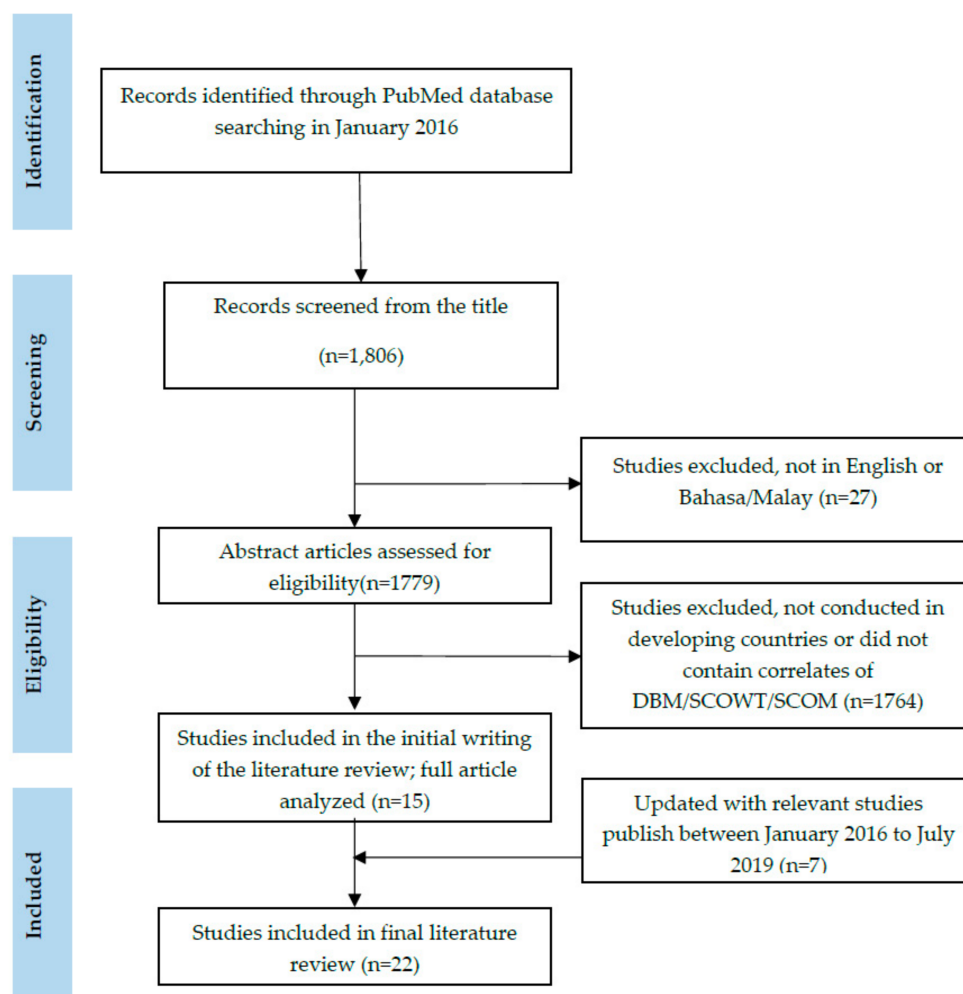 Identification
Records identified through PubMed database
searching in January 2016
Screening
Records screened from the title
(n=1,806)
Studies excluded, not in English or
Bahasa/Malay (n=27)
Eligibility
Abstract articles assessed for
eligibility(n=1779)
Studies excluded, not conducted in
developing countries or did not
contain correlates of
DBM/SCOWT/SCOM (n=1764)
Studies included in the initial writing
of the literature review; full article
analyzed (n=15)
Included
Updated with relevant studies
publish between January 2016 to July
2019 (n=7)
Studies included in final literature
review (n=22)